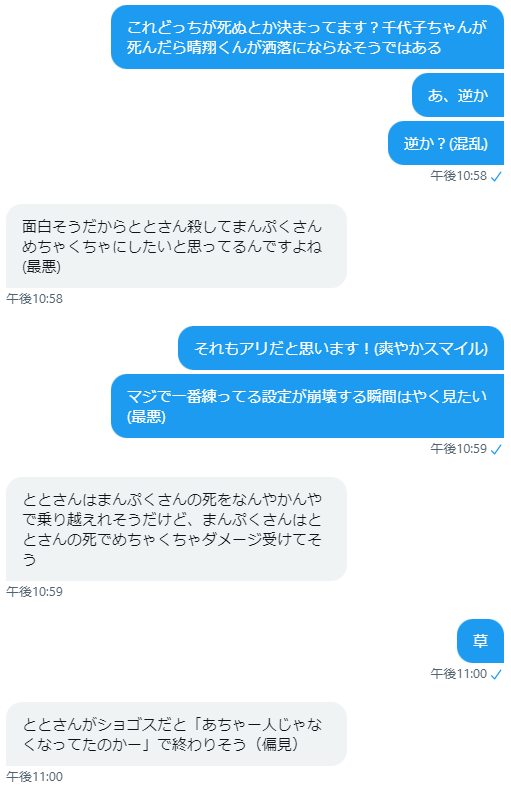 これどっちが死ぬとか決まってます？千代子ちゃんが
死んだら晴翔くんが洒落にならなそうではある
あ、逆か
逆か？(混乱)
午後10:58
面白そうだからととさん殺してまんぷくさん
めちゃくちゃにしたいと思ってるんですよね
(最悪)
午後10:58
それもアリだと思います！(爽やかスマイル)
マジで一番練ってる設定が崩壊する瞬間はやく見たい
(最悪)
午後10:59
ととさんはまんぷくさんの死をなんやかんや
で乗り越えれそうだけど、まんぷくさんはと
とさんの死でめちゃくちゃダメージ受けてそ
う
午後10:59
草
午後11:00
ととさんがショゴスだと「あちゃー人じゃな
くなってたのかー」で終わりそう（偏見）
午後11:00